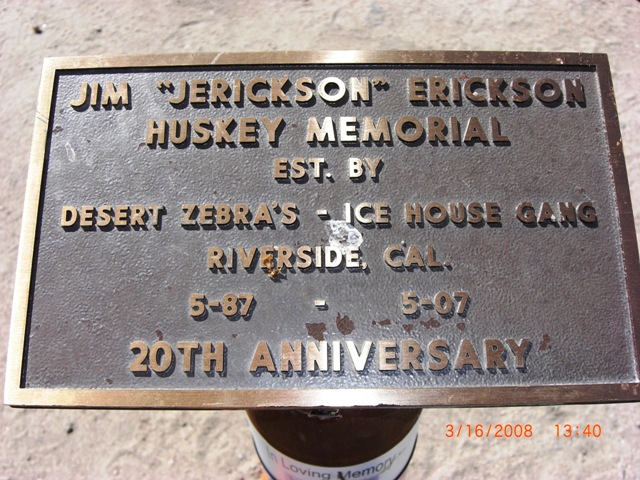 JIM "JERICKSON" ERICKSON
HUSKEY MEMORIAL
EST. BY
DESERT ZEBRA'S - ICE HOUSE GANG
RIVERSIDE, CAL.
5-87 - 5-07
20TH ANNIVERSARY
In Loving Memory
3/16/2008 13:40